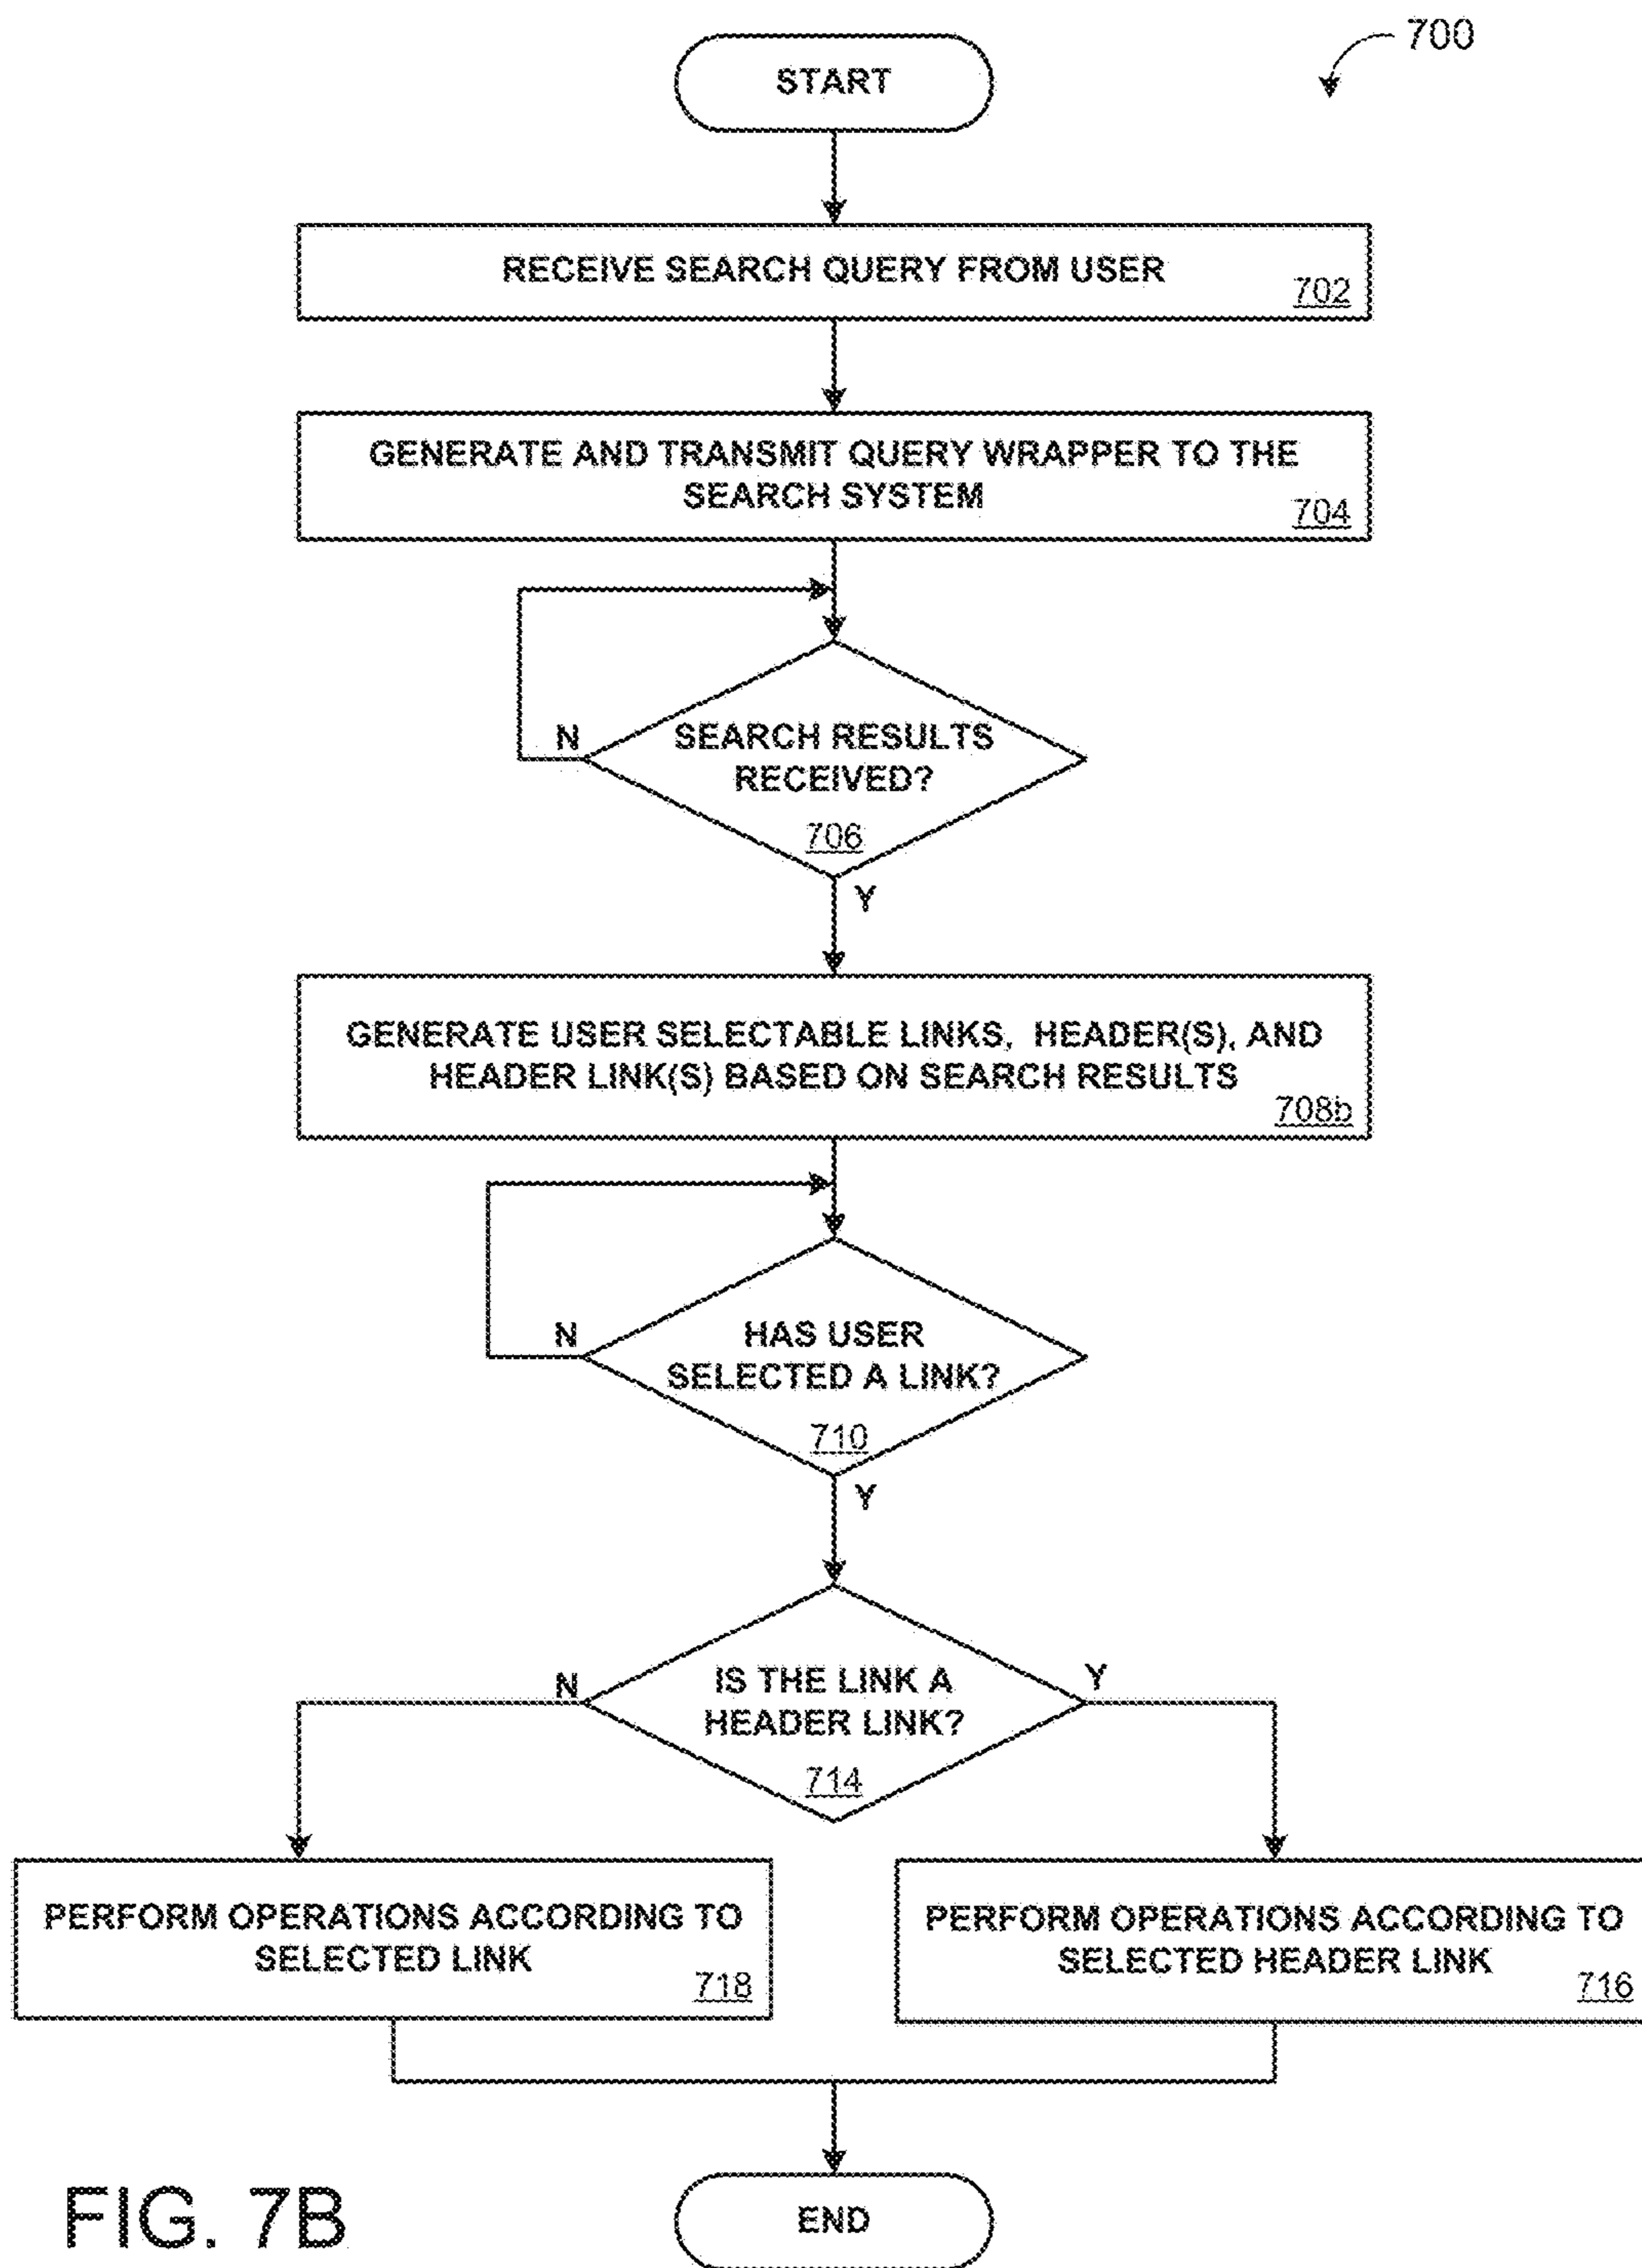 700
START
RECEIVE SEARCH QUERY FROM USER
702
GENERATE AND TRANSMIT QUERY WRAPPER TO THE
SEARCH SYSTEM
704
N
SEARCH RESULTS
RECEIVED?
706
Y
GENERATE USER SELECTABLE LINKS, HEADER(S), AND
HEADER LINK(S) BASED ON SEARCH RESULTS
708b
N
HAS USER
SELECTED A LINK?
710
Y
N
IS THE LINK A
HEADER LINK?
714
Y
PERFORM OPERATIONS ACCORDING TO
SELECTED LINK
718
PERFORM OPERATIONS ACCORDING TO
SELECTED HEADER LINK
716
END
FIG. 7B